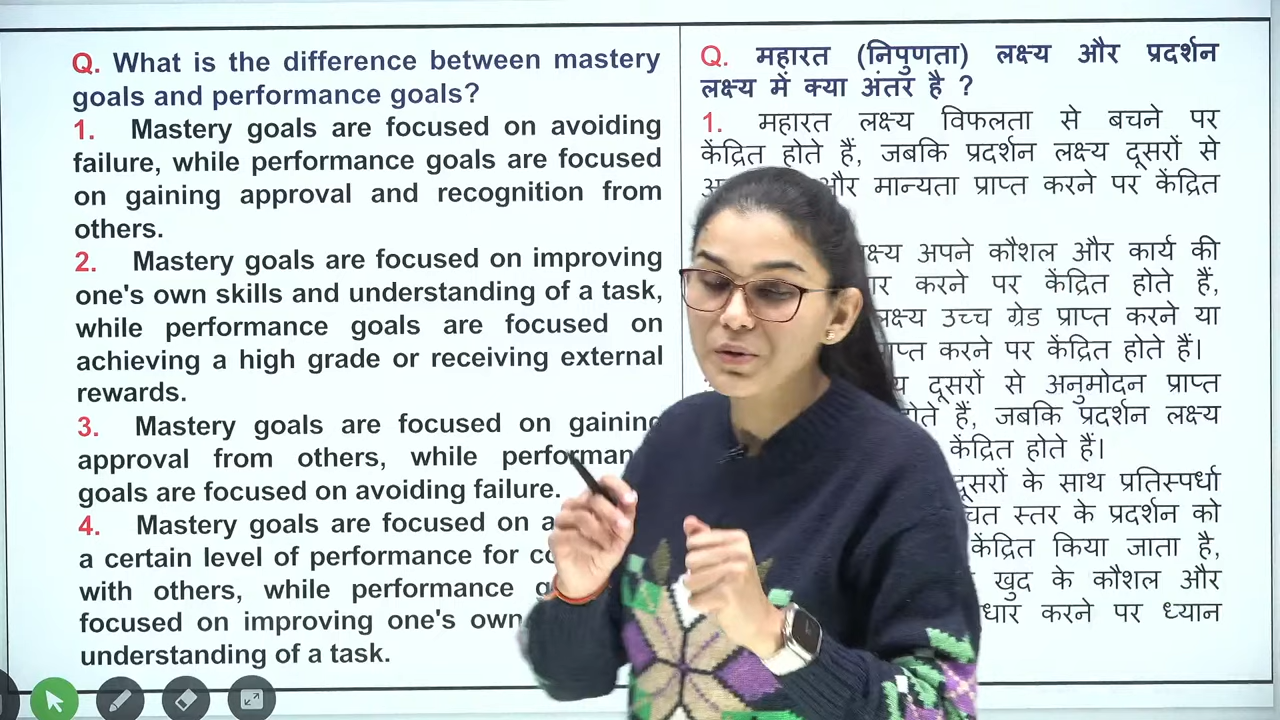 Q. What is the difference between mastery
goals and performance goals?
1. Mastery goals are focused on avoiding
failure, while performance goals are focused
on gaining approval and recognition from
others.
2. Mastery goals are focused on improving
one's own skills and understanding of a task,
while performance goals are focused on
achieving a high grade or receiving external
rewards.
3. Mastery goals are focused on gaining
approval from others, while
goals are focused on avoiding failure.
4. Mastery goals are focused on
a certain level of performance for
with others, while performance
focused on improving one's own
understanding of a task.
Q. महारत (निपुणता) लक्ष्य और प्रदर्शन
लक्ष्य में क्या अंतर है ?
1. महारत लक्ष्य विफलता से बचने पर
केंद्रित होते हैं, जबकि प्रदर्शन लक्ष्य दूसरों से
और मान्यता प्राप्त करने पर केंद्रित
अपने कौशल और कार्य की
करने पर केंद्रित होते हैं,
लक्ष्य उच्च ग्रेड प्राप्त करने या
करने पर केंद्रित होते हैं।
दूसरों से अनुमोदन प्राप्त
हैं, जबकि प्रदर्शन लक्ष्य
केंद्रित होते हैं।
दूसरों के साथ प्रतिस्पर्धा
स्तर के प्रदर्शन को
केंद्रित किया जाता है,
खुद के कौशल और
करने पर ध्यान